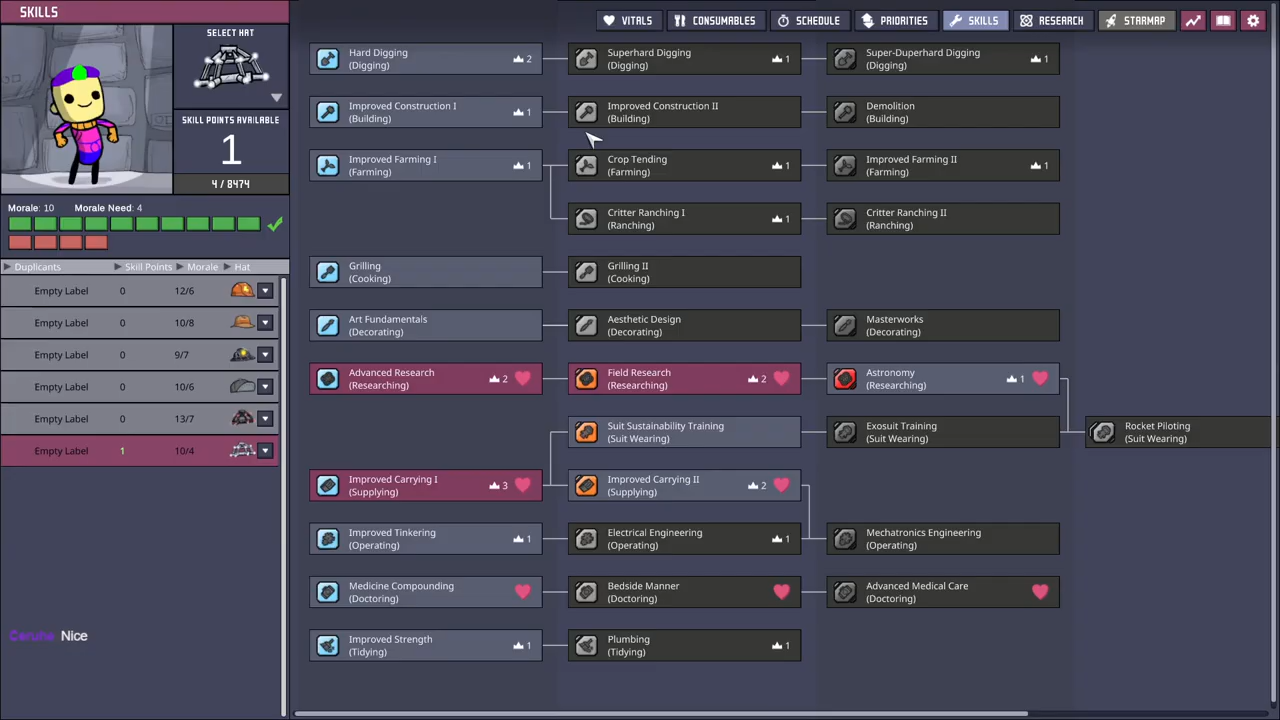 SKILLS
VITALS
CONSUMABLES
SCHEDULE
PRIORITIES
SKILLS
RESEARCH
STARMAP
SELECT HAT
SKILL POINTS AVAILABLE
1
4 / 8474
Morale: 10
Morale Need: 4
Duplicants
Skill Points
Morale
Hat
Empty Label 0 12/6
Empty Label 0 10/8
Empty Label 0 9/7
Empty Label 0 10/6
Empty Label 0 13/7
Empty Label 1 10/4
Ceruhe Nice
Hard Digging
(Digging)
2
Superhard Digging
(Digging)
1
Super-Duperhard Digging
(Digging)
1
Improved Construction I
(Building)
1
Improved Construction II
(Building)
Demolition
(Building)
Improved Farming I
(Farming)
1
Crop Tending
(Farming)
1
Improved Farming II
(Farming)
1
Critter Ranching I
(Ranching)
1
Critter Ranching II
(Ranching)
Grilling
(Cooking)
Grilling II
(Cooking)
Art Fundamentals
(Decorating)
Aesthetic Design
(Decorating)
Masterworks
(Decorating)
Advanced Research
(Researching)
2
Field Research
(Researching)
2
Astronomy
(Researching)
1
Suit Sustainability Training
(Suit Wearing)
Exosuit Training
(Suit Wearing)
Rocket Piloting
(Suit Wearing)
Improved Carrying I
(Supplying)
3
Improved Carrying II
(Supplying)
2
Improved Tinkering
(Operating)
1
Electrical Engineering
(Operating)
1
Mechatronics Engineering
(Operating)
Medicine Compounding
(Doctoring)
Bedside Manner
(Doctoring)
Advanced Medical Care
(Doctoring)
Improved Strength
(Tidying)
1
Plumbing
(Tidying)
1